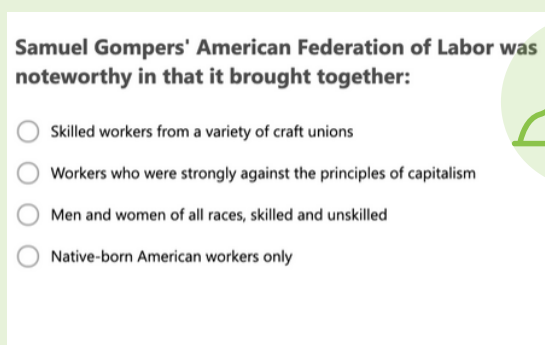 Samuel Gompers' American Federation of Labor was
noteworthy in that it brought together:
Skilled workers from a variety of craft unions
Workers who were strongly against the principles of capitalism
Men and women of all races, skilled and unskilled
Native-born American workers only